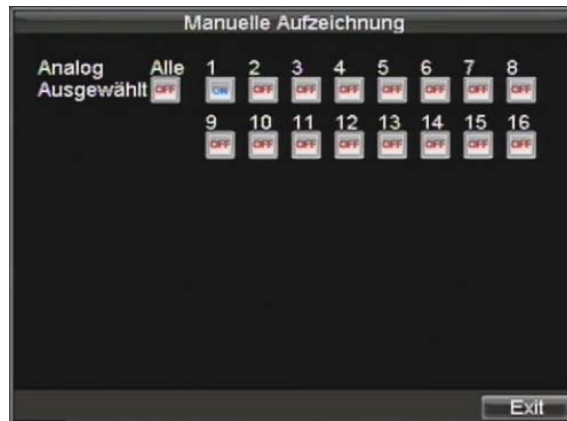 Manuelle Aufzeichnung
Analog Alle 1 2 3 4 5 6 7 8
Ausgewählt OFF ON OFF OFF OFF OFF OFF OFF OFF
9 10 11 12 13 14 15 16
OFF OFF OFF OFF OFF OFF OFF OFF
Exit